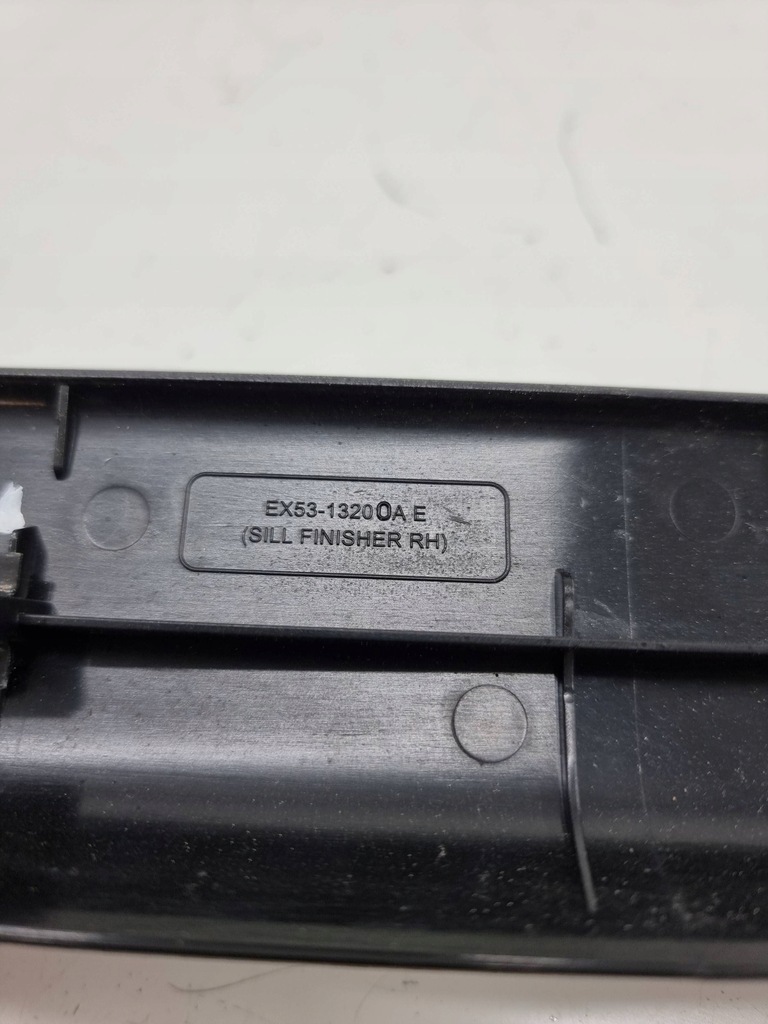 EX53-13200A E
(SILL FINISHER RH)